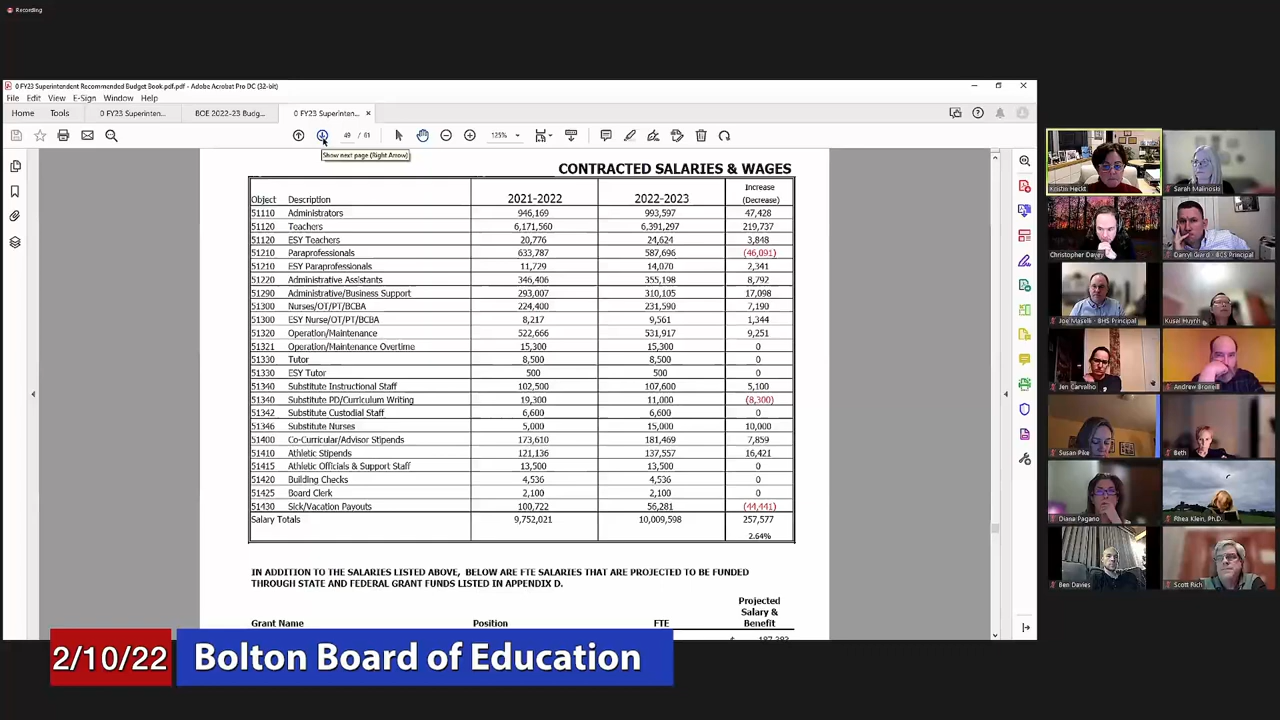 Recording
0 FY23 Superintendent Recommended Budget Book.pdf.pdf - Adobe Acrobat Pro DC (32-bit)
File Edit View E-Sign Window Help
Home Tools 0 FY23 Superinten... BOE 2022-23 Budg... 0 FY23 Superinten... ×
49 / 61 125%
Show next page (Right Arrow)
CONTRACTED SALARIES & WAGES
Object Description 2021-2022 2022-2023 Increase (Decrease)
51110 Administrators 946,169 993,597 47,428
51120 Teachers 6,171,560 6,391,297 219,737
51120 ESY Teachers 20,776 24,624 3,848
51210 Paraprofessionals 633,787 587,696 (46,091)
51210 ESY Paraprofessionals 11,729 14,070 2,341
51220 Administrative Assistants 346,406 355,198 8,792
51290 Administrative/Business Support 293,007 310,105 17,098
51300 Nurses/OT/PT/BCBA 224,400 231,590 7,190
51300 ESY Nurse/OT/PT/BCBA 8,217 9,561 1,344
51320 Operation/Maintenance 522,666 531,917 9,251
51321 Operation/Maintenance Overtime 15,300 15,300 0
51330 Tutor 8,500 8,500 0
51330 ESY Tutor 500 500 0
51340 Substitute Instructional Staff 102,500 107,600 5,100
51340 Substitute PD/Curriculum Writing 19,300 11,000 (8,300)
51342 Substitute Custodial Staff 6,600 6,600 0
51346 Substitute Nurses 5,000 15,000 10,000
51400 Co-Curricular/Advisor Stipends 173,610 181,469 7,859
51410 Athletic Stipends 121,136 137,557 16,421
51415 Athletic Officials & Support Staff 13,500 13,500 0
51420 Building Checks 4,536 4,536 0
51425 Board Clerk 2,100 2,100 0
51430 Sick/Vacation Payouts 100,722 56,281 (44,441)
Salary Totals 9,752,021 10,009,598 257,577
2.64%
IN ADDITION TO THE SALARIES LISTED ABOVE, BELOW ARE FTE SALARIES THAT ARE PROJECTED TO BE FUNDED
THROUGH STATE AND FEDERAL GRANT FUNDS LISTED IN APPENDIX D.
Projected
Salary &
Grant Name Position FTE Benefit
Kristin Heckt
Sarah Malinoski
Christopher Davey
Darryl Giard - BCS Principal
Joe Maselli - BHS Principal
Kusal Huynh
Jen Carvalho
Andrew Broneill
Susan Pike
Beth
Diana Pagano
Rhea Klein, Ph.D.
Ben Davies
Scott Rich
2/10/22 Bolton Board of Education